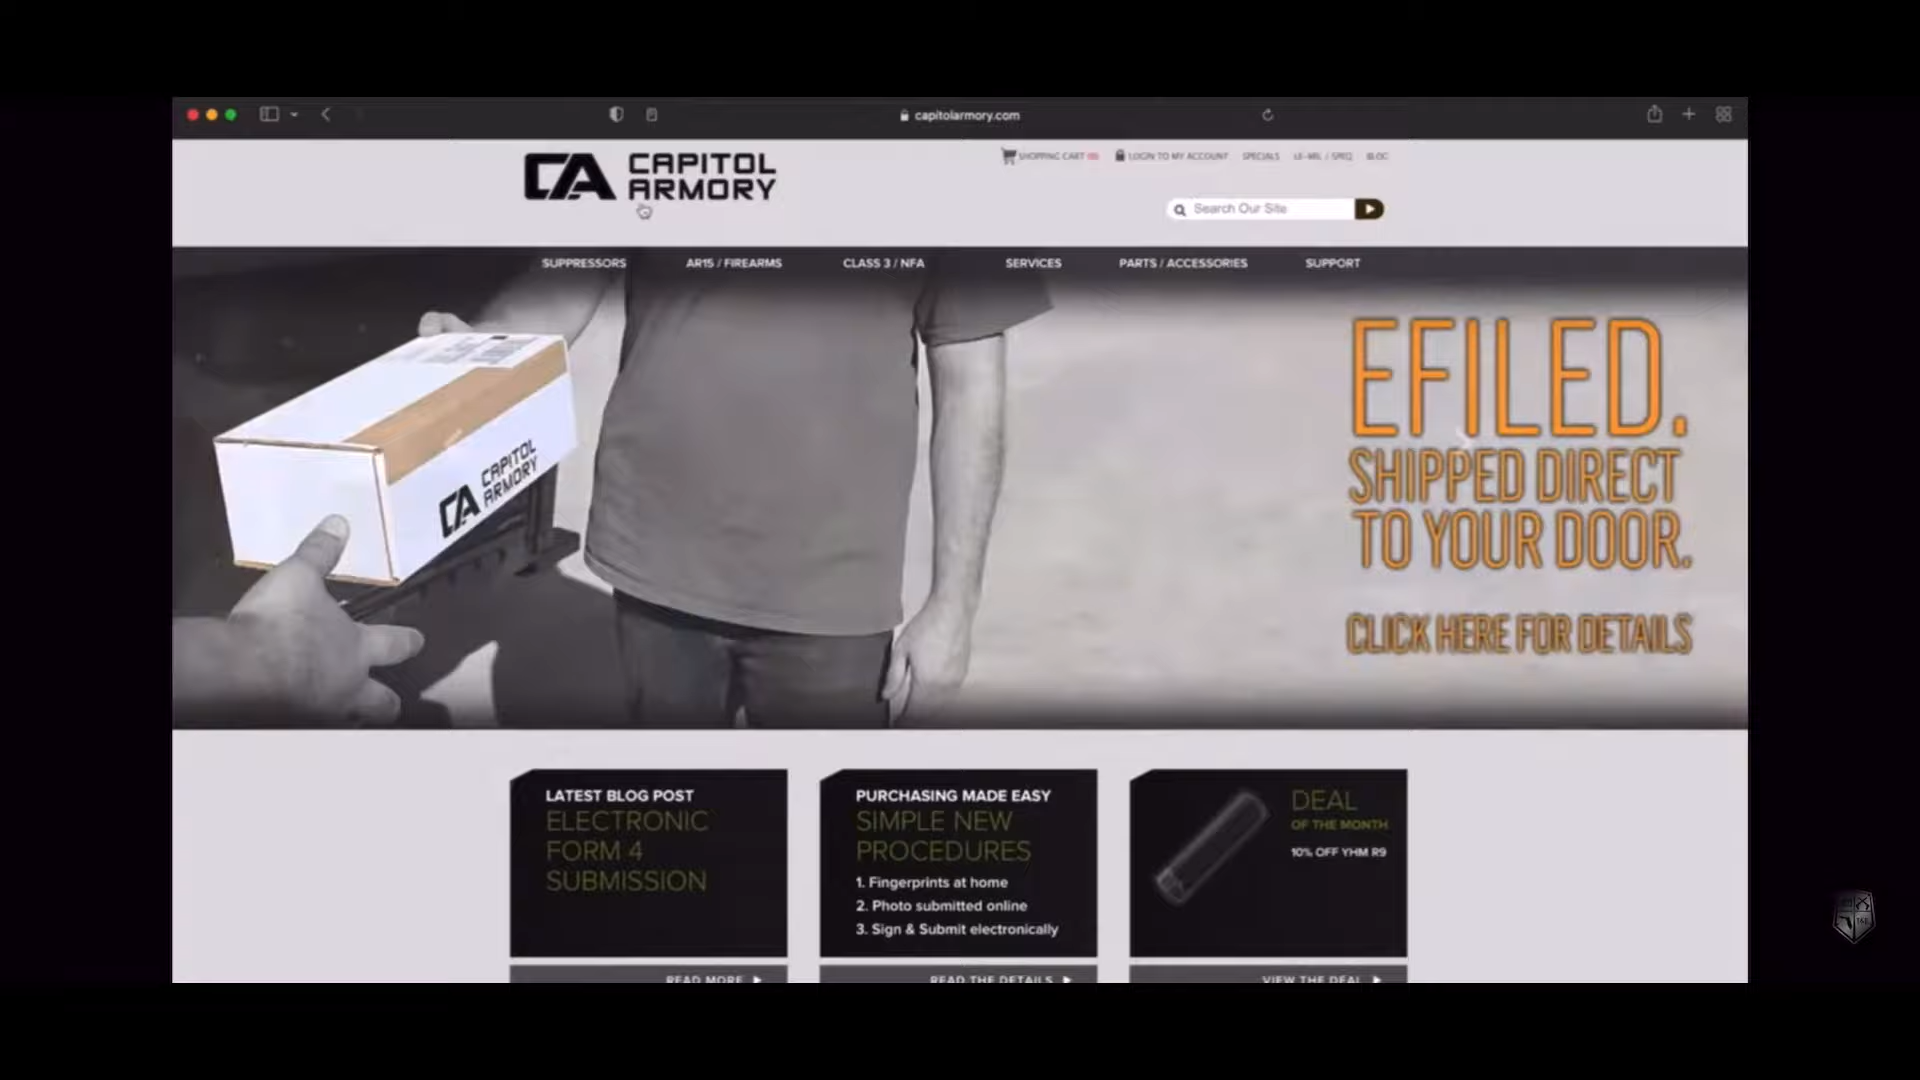 capitolarmory.com
CAPITOL
ARMORY
SHOPPING CART
LOGIN TO MY ACCOUNT
SPECIALS
BLOG
Search Our Site
SUPPRESSORS
AR15 / FIREARMS
CLASS 3 / NFA
SERVICES
PARTS / ACCESSORIES
SUPPORT
CA CAPITOL
ARMORY
EFILED.
SHIPPED DIRECT
TO YOUR DOOR.
CLICK HERE FOR DETAILS
LATEST BLOG POST
ELECTRONIC
FORM 4
SUBMISSION
READ MORE
PURCHASING MADE EASY
SIMPLE NEW
PROCEDURES
1. Fingerprints at home
2. Photo submitted online
3. Sign & Submit electronically
READ THE DETAILS
DEAL
OF THE MONTH
10% OFF YHM R9
VIEW THE DEAL